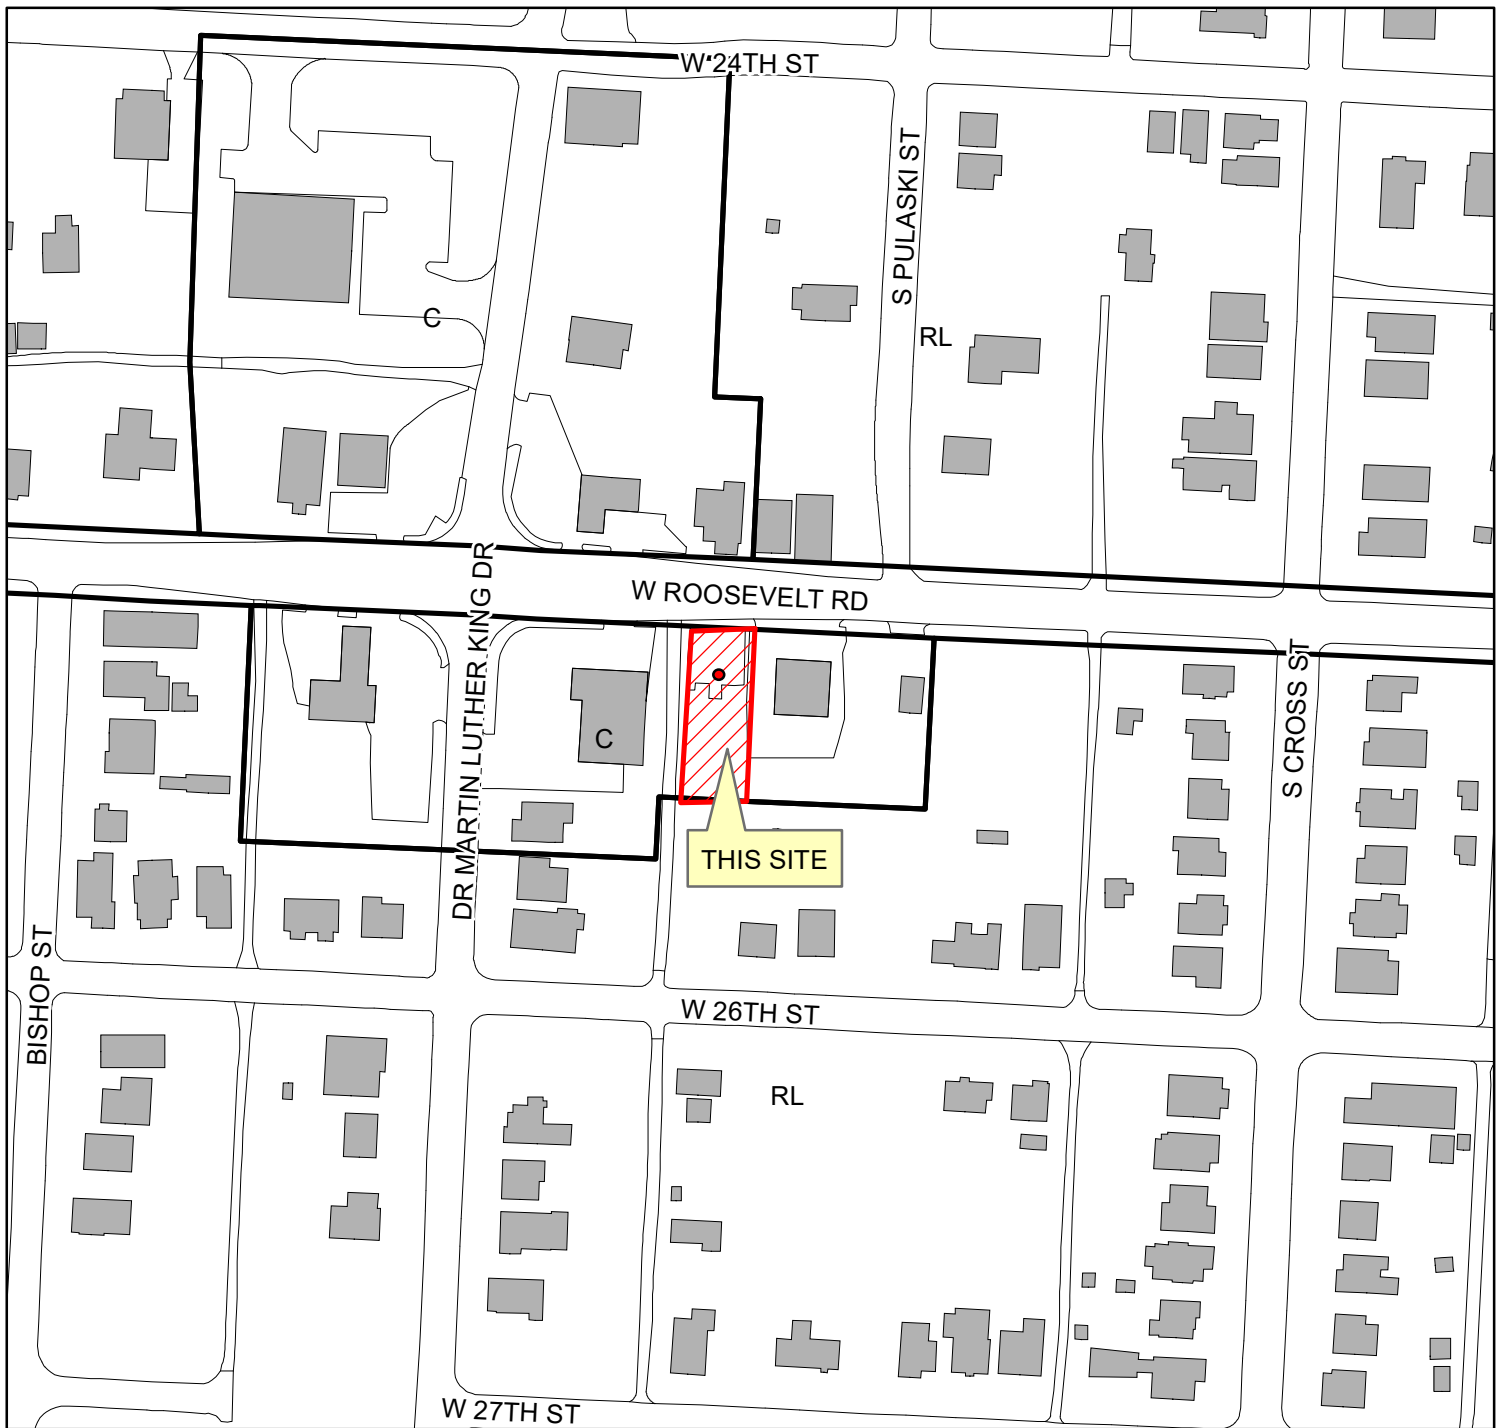 W 24TH ST
S PULASKI ST
C
RL
W ROOSEVELT RD
DR MARTIN LUTHER KING DR
S CROSS ST
C
THIS SITE
BISHOP ST
W 26TH ST
RL
W 27TH ST